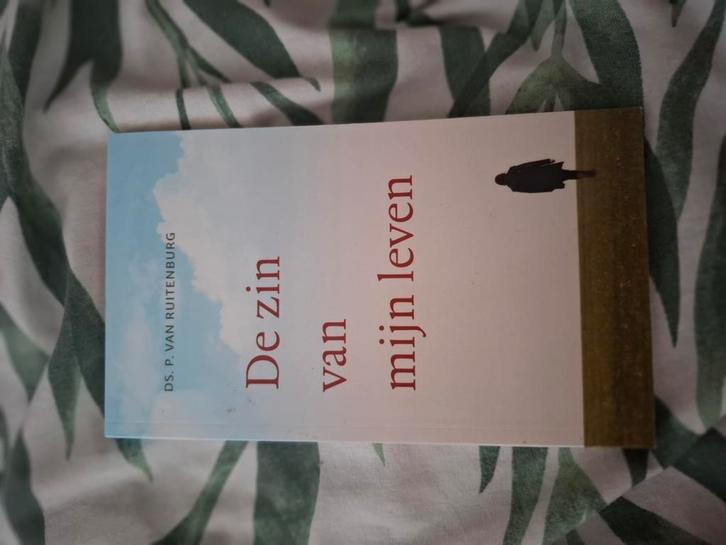 DS. P. VAN RUITENBURG
De zin
van
mijn leven